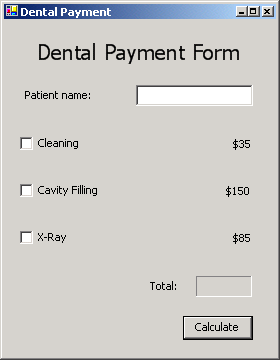 Dental Payment
Dental Payment Form
Patient name:
Cleaning $35
Cavity Filling $150
X-Ray $85
Total:
Calculate